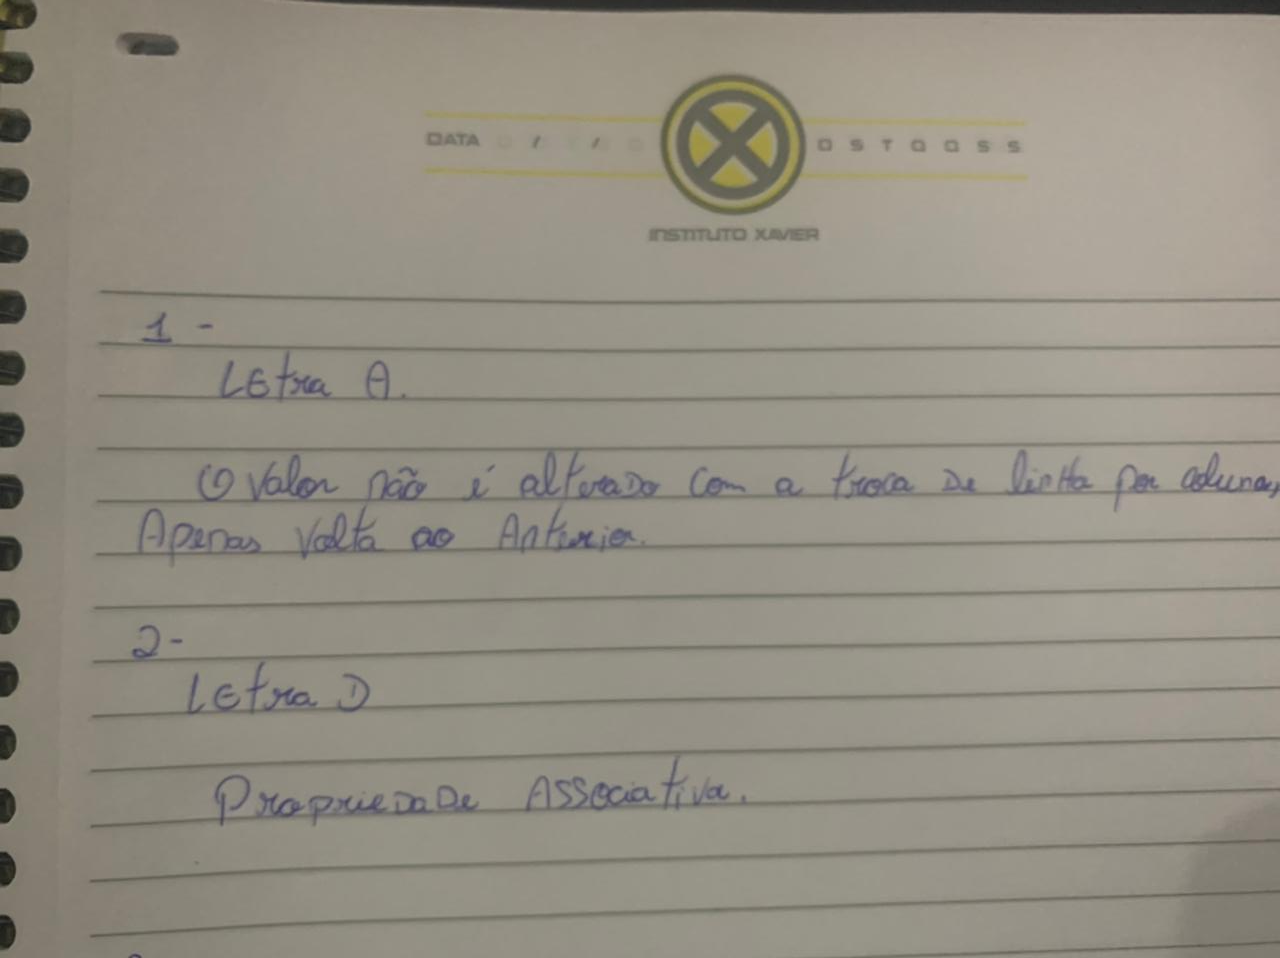 DATA / / D S T Q Q S S
INSTITUTO XAVIER
1 -
Letra A.
O Valor não é alterado com a troca de linha por coluna,
Apenas Volta ao Anterior.
2-
Letra D
Propriedade Associativa.